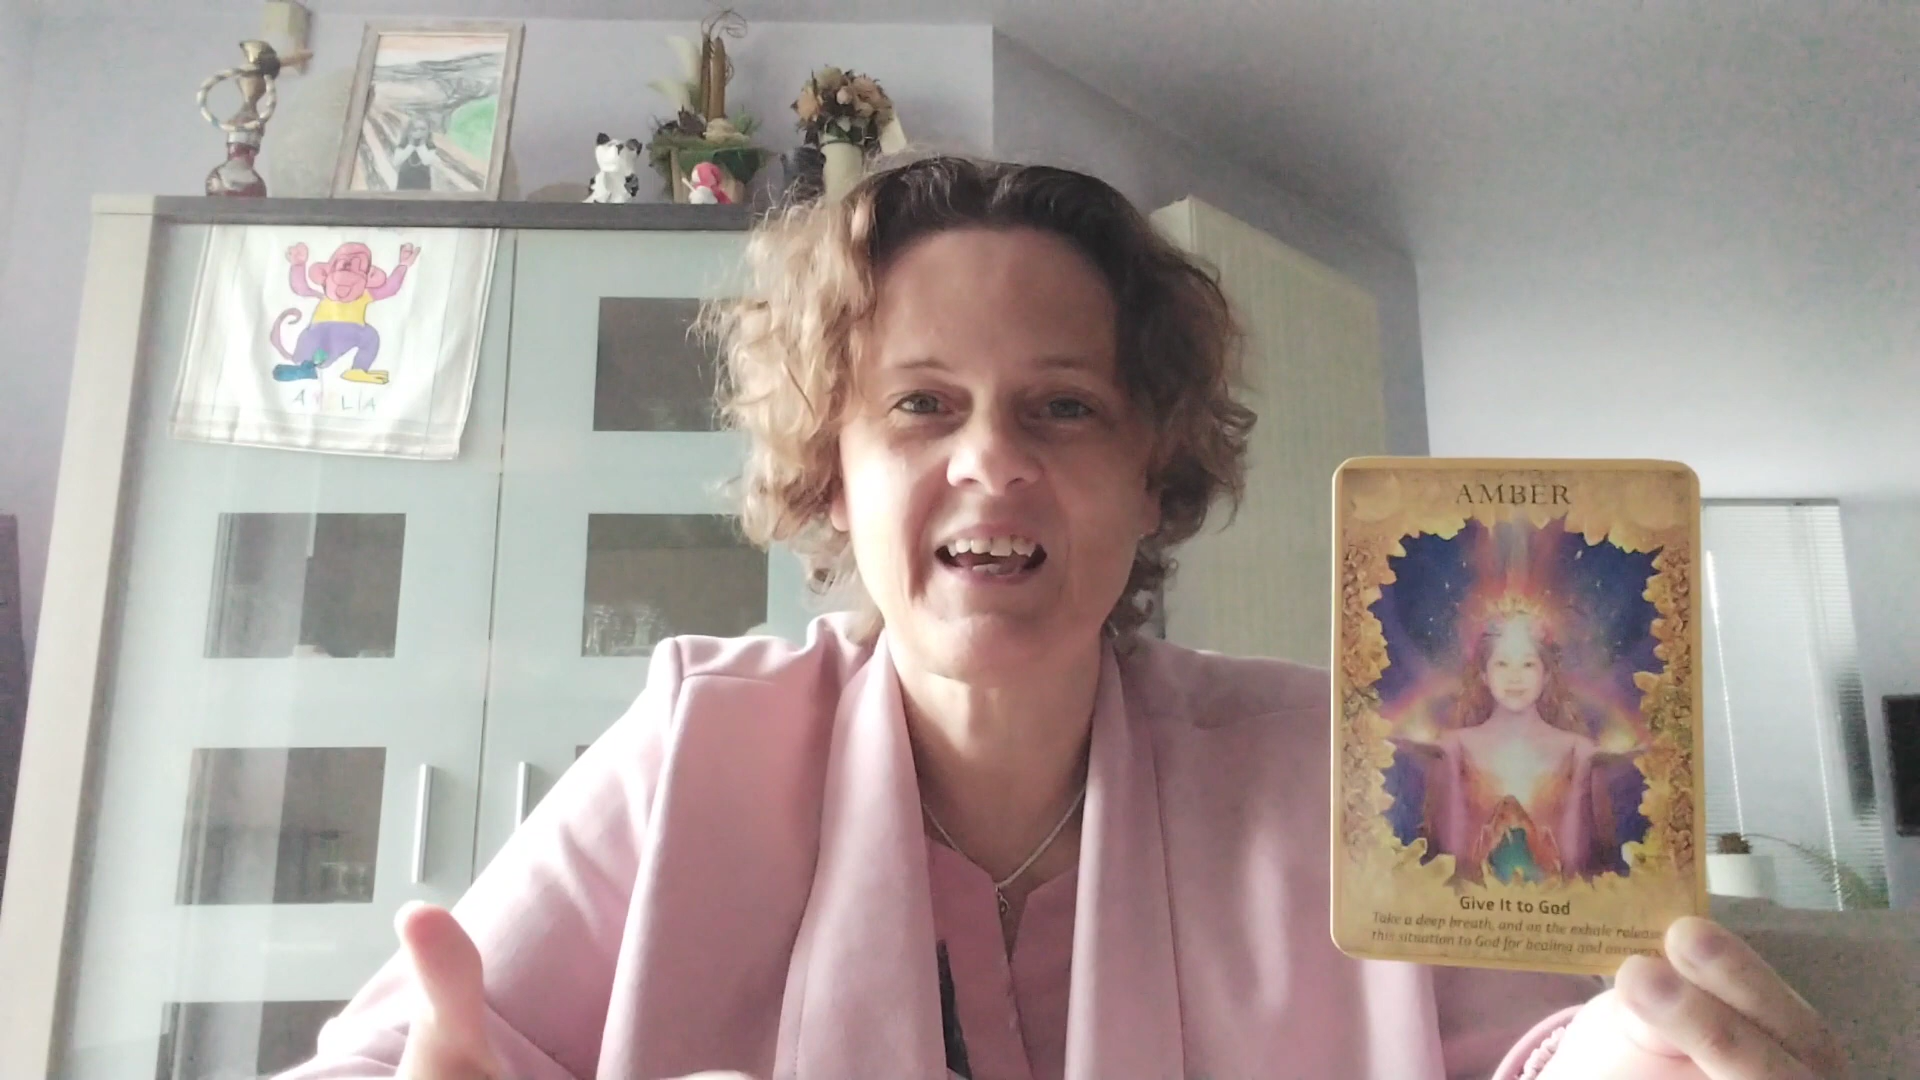 AMBER
Give It to God
Take a deep breath, and on the exhale release
this situation to God for healing and answers.